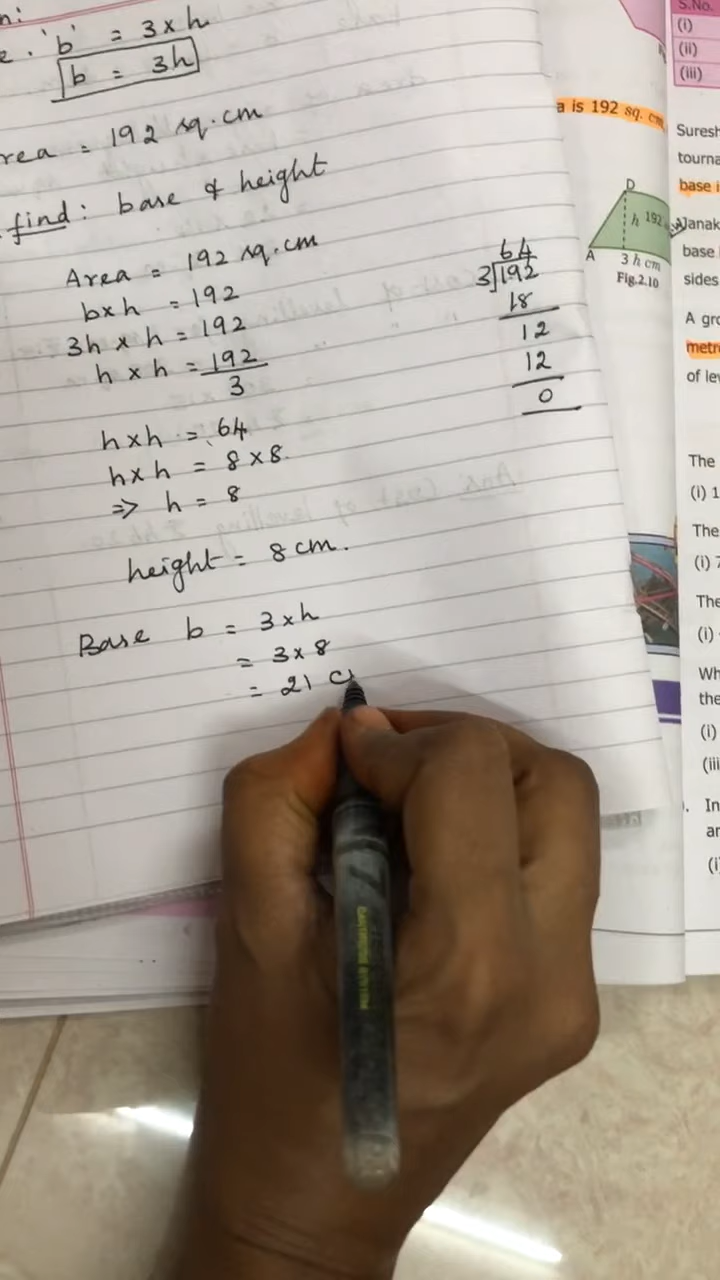 n:
e. 'b' = 3 x h
b = 3h
rea = 192 sq.cm
find: base & height
Area = 192 sq.cm
b x h = 192
3h x h = 192
h x h = 192
3
h x h = 64
h x h = 8 x 8
=> h = 8
height = 8 cm.
Base b = 3 x h
= 3 x 8
= 21 c
64
3 192
18
12
12
0
a is 192 sq. cm
D
h 192
A
3 h cm
Fig.2.10
S.No.
(i)
(ii)
(iii)
Suresh
tourna
base i
Janak
base
sides
A gro
metre
of lev
The
(i) 1
The
(i) 7
The
(i)
Wh
the
(i)
(iii
. In
ar
(i